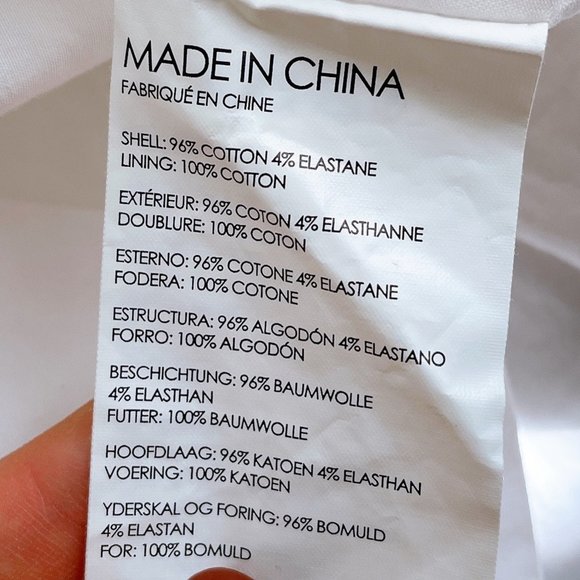 MADE IN CHINA
FABRIQUÉ EN CHINE
SHELL: 96% COTTON 4% ELASTANE
LINING: 100% COTTON
EXTÉRIEUR: 96% COTON 4% ELASTHANNE
DOUBLURE: 100% COTON
ESTERNO: 96% COTONE 4% ELASTANE
FODERA: 100% COTONE
ESTRUCTURA: 96% ALGODÓN 4% ELASTANO
FORRO: 100% ALGODÓN
BESCHICHTUNG: 96% BAUMWOLLE
4% ELASTHAN
FUTTER: 100% BAUMWOLLE
HOOFDLAAG: 96% KATOEN 4% ELASTHAN
VOERING: 100% KATOEN
YDERSKAL OG FORING: 96% BOMULD
4% ELASTAN
FOR: 100% BOMULD